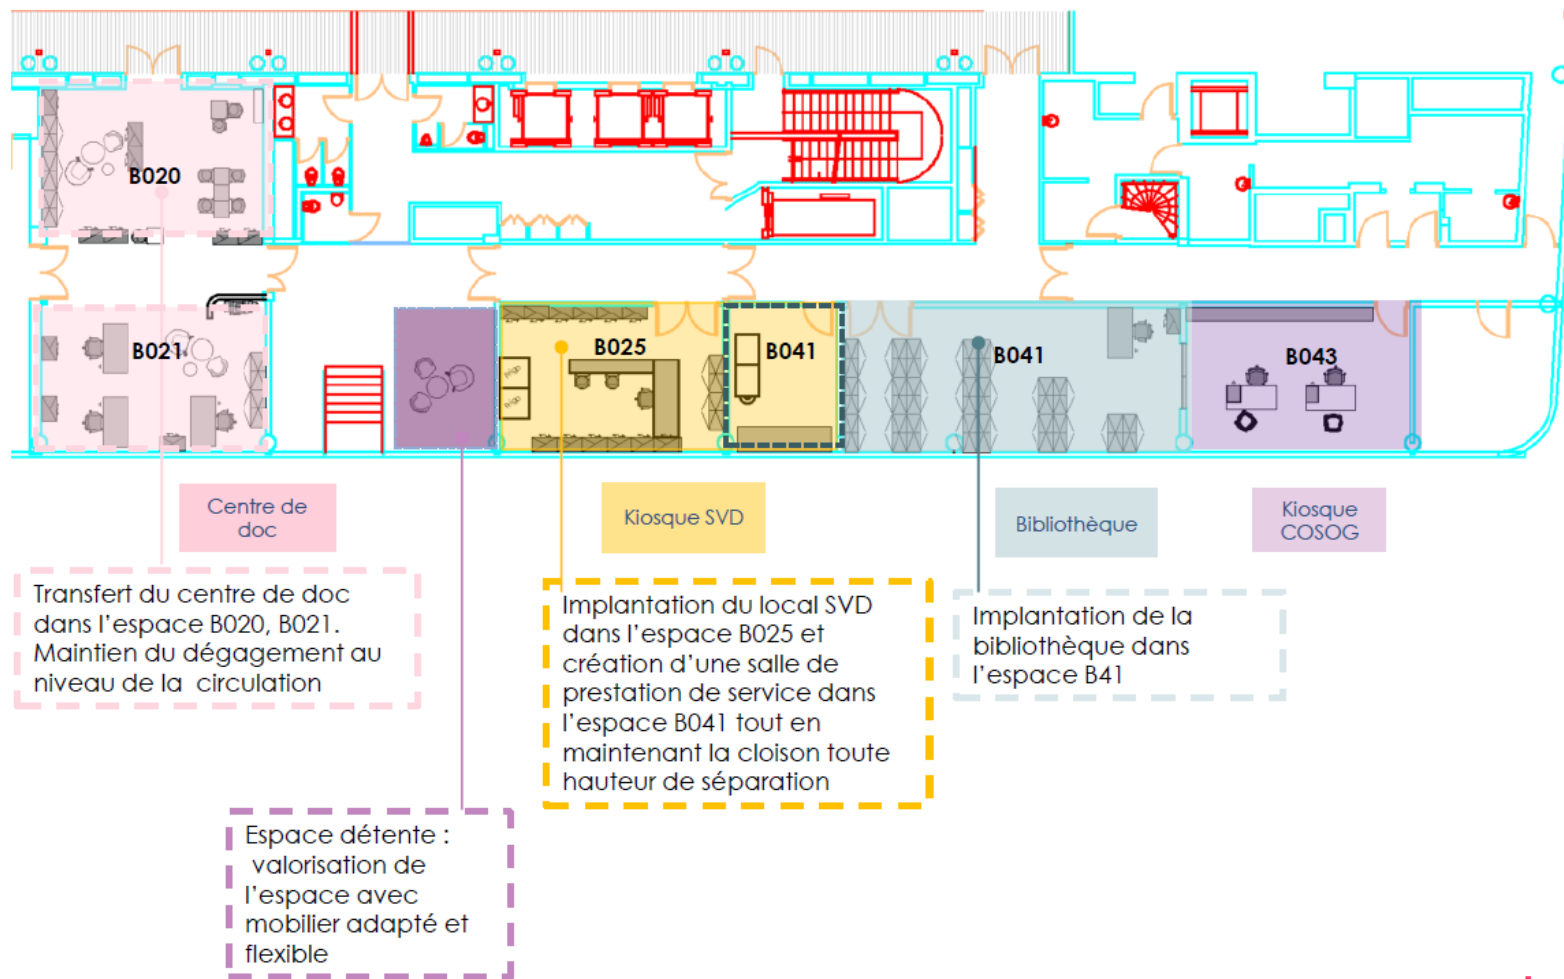 B020
B021
B025
B041
B041
B043
Centre de
doc
Kiosque SVD
Bibliothèque
Kiosque
COSOG
Transfert du centre de doc
dans l'espace B020, B021.
Maintien du dégagement au
niveau de la circulation
Implantation du local SVD
dans l'espace B025 et
création d'une salle de
prestation de service dans
l'espace B041 tout en
maintenant la cloison toute
hauteur de séparation
Implantation de la
bibliothèque dans
l'espace B41
Espace détente :
valorisation de
l'espace avec
mobilier adapté et
flexible